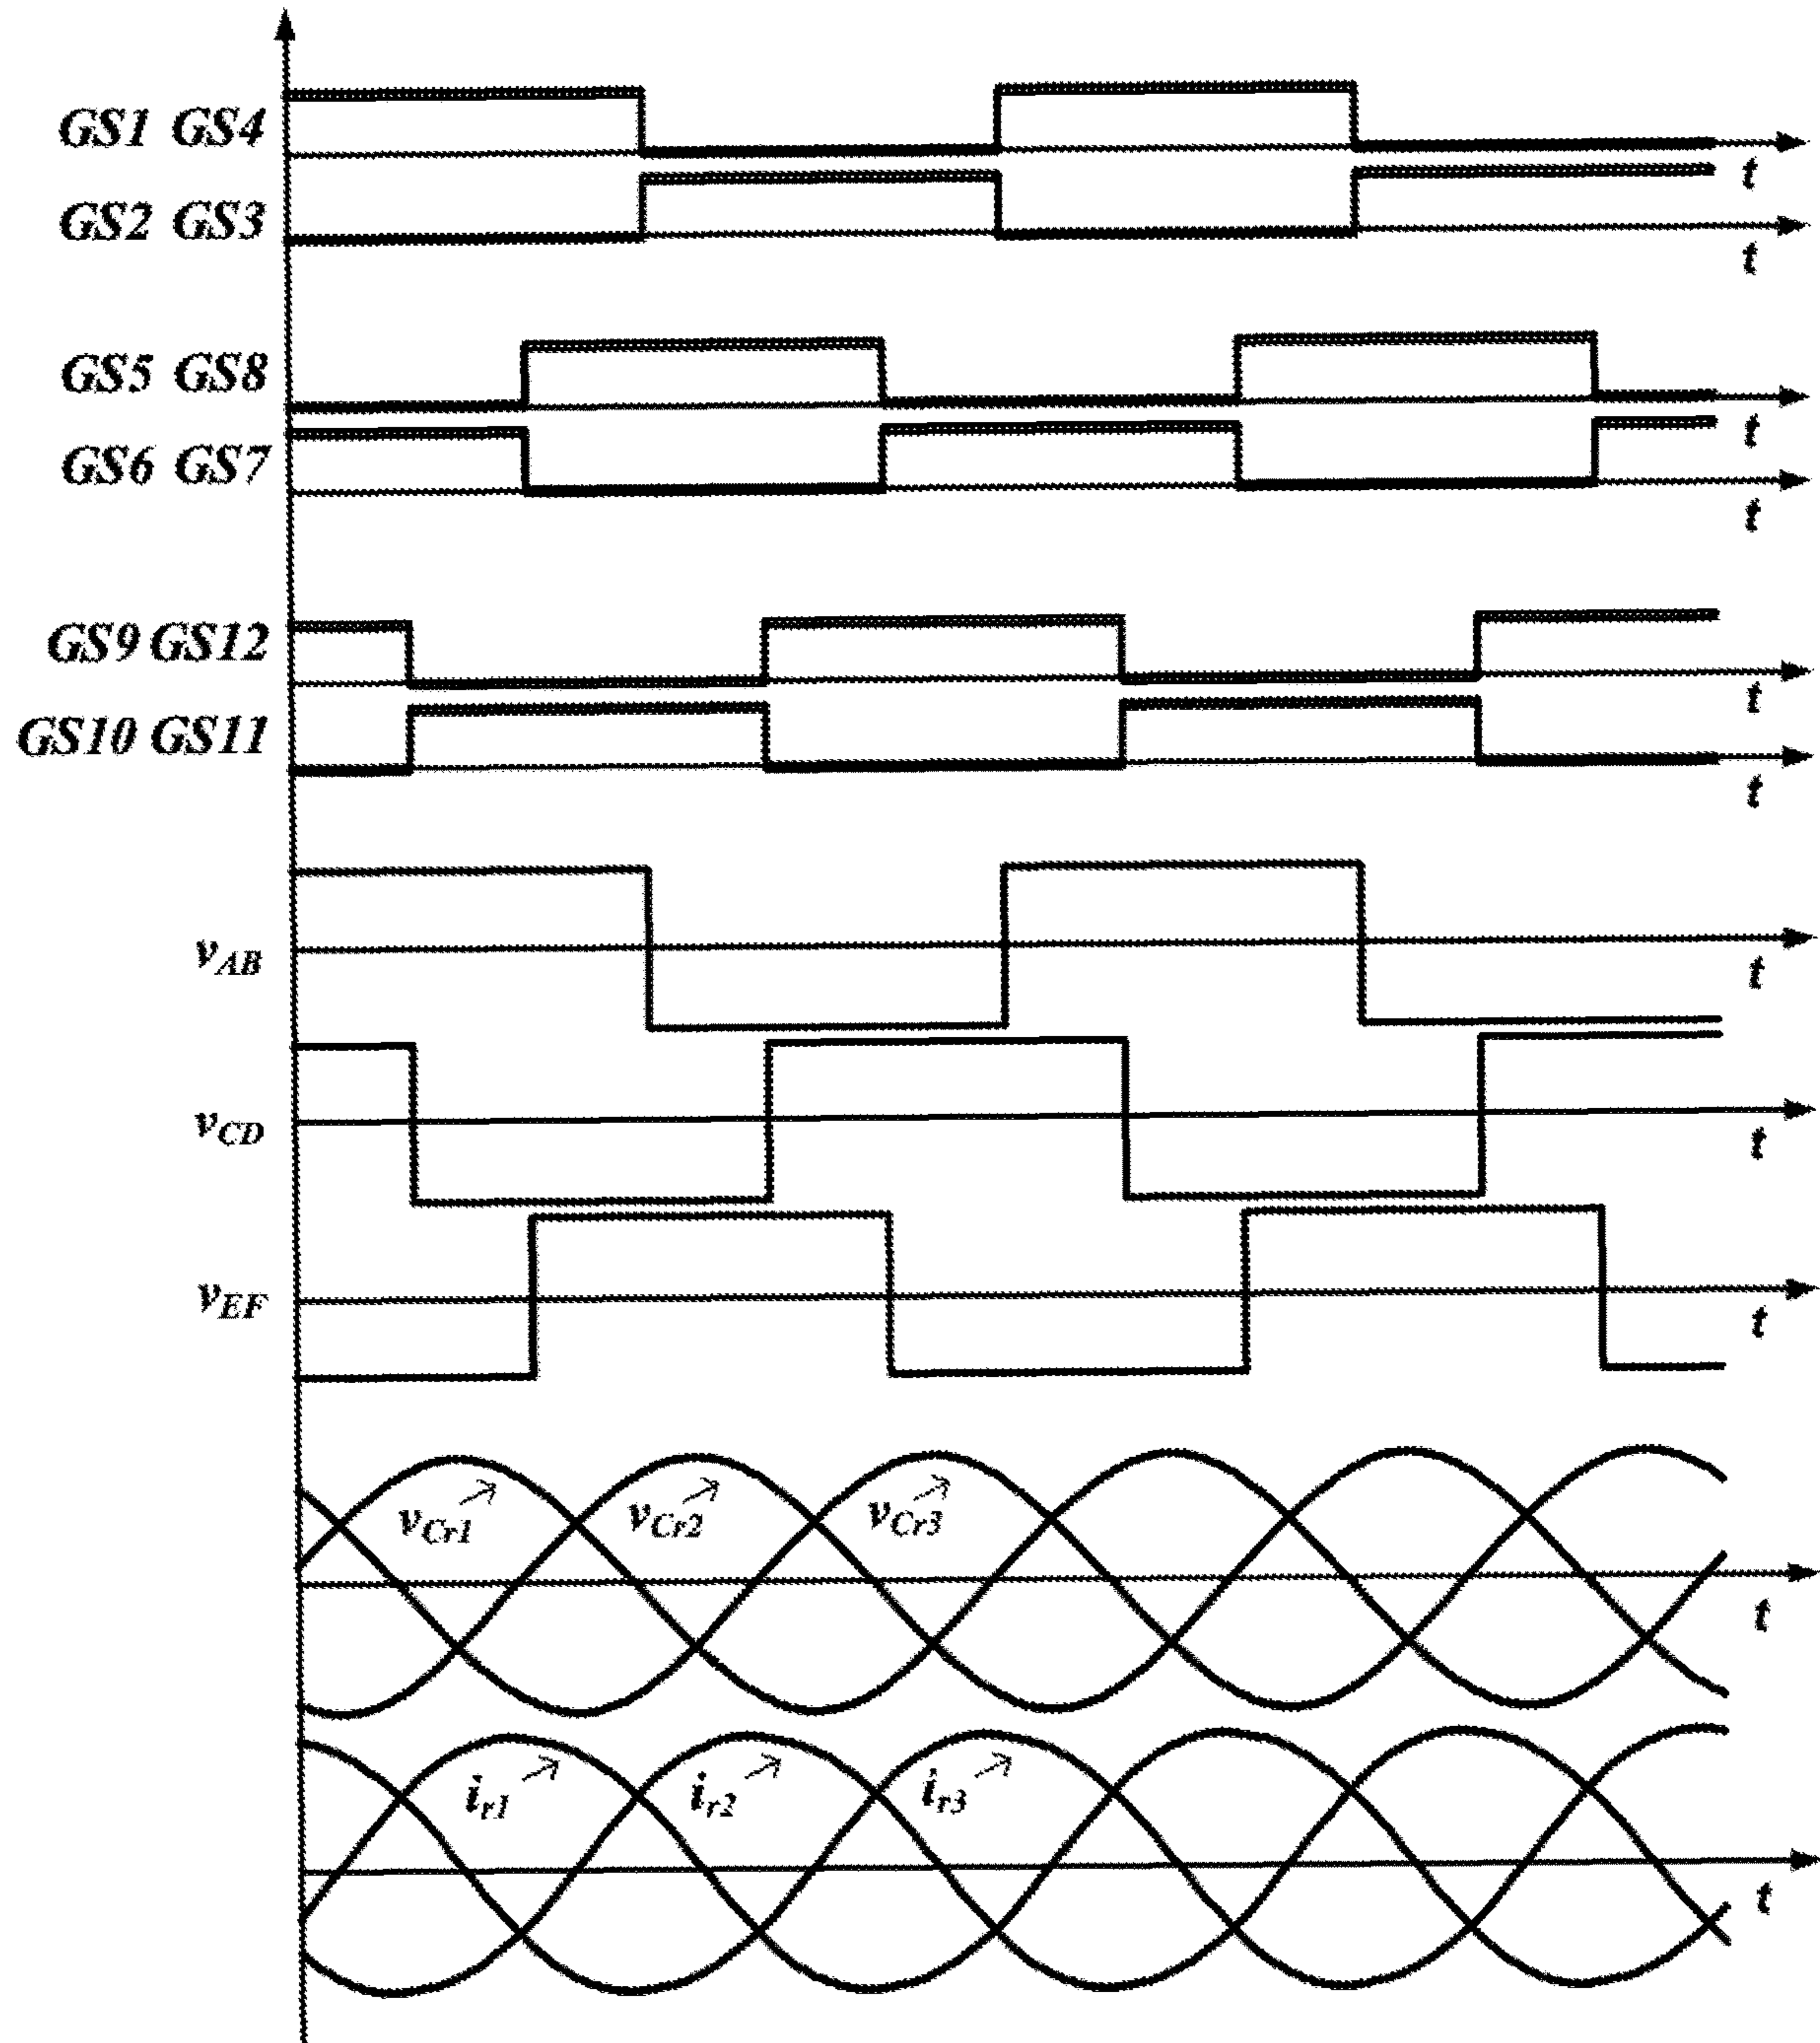 GS1 GS4
t
GS2 GS3
t
GS5 GS8
t
GS6 GS7
t
GS9 GS12
t
GS10 GS11
t
vAB
t
vCD
t
vEF
t
vCr1 vCr2 vCr3
t
ir1 ir2 ir3
t